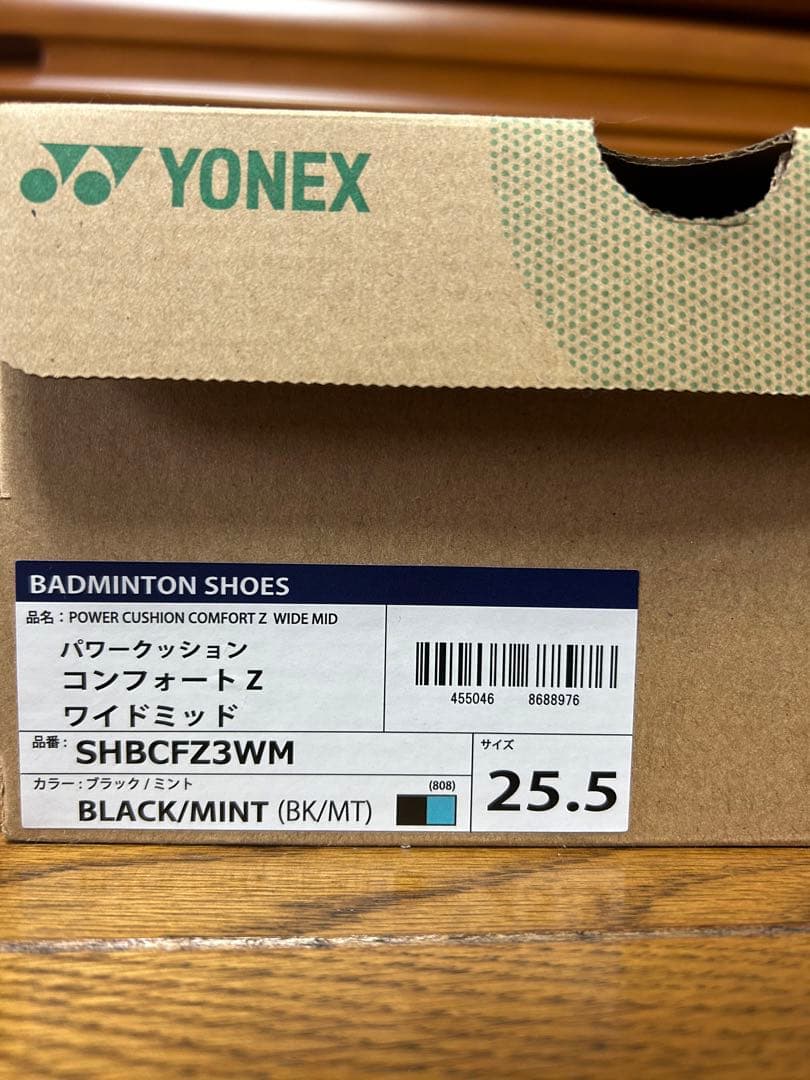 YONEX
BADMINTON SHOES
品名：POWER CUSHION COMFORT Z WIDE MID
パワークッション
コンフォート Z
ワイドミッド
455046 8688976
品番：SHBCFZ3WM
サイズ
25.5
カラー：ブラック / ミント
(808)
BLACK/MINT (BK/MT)